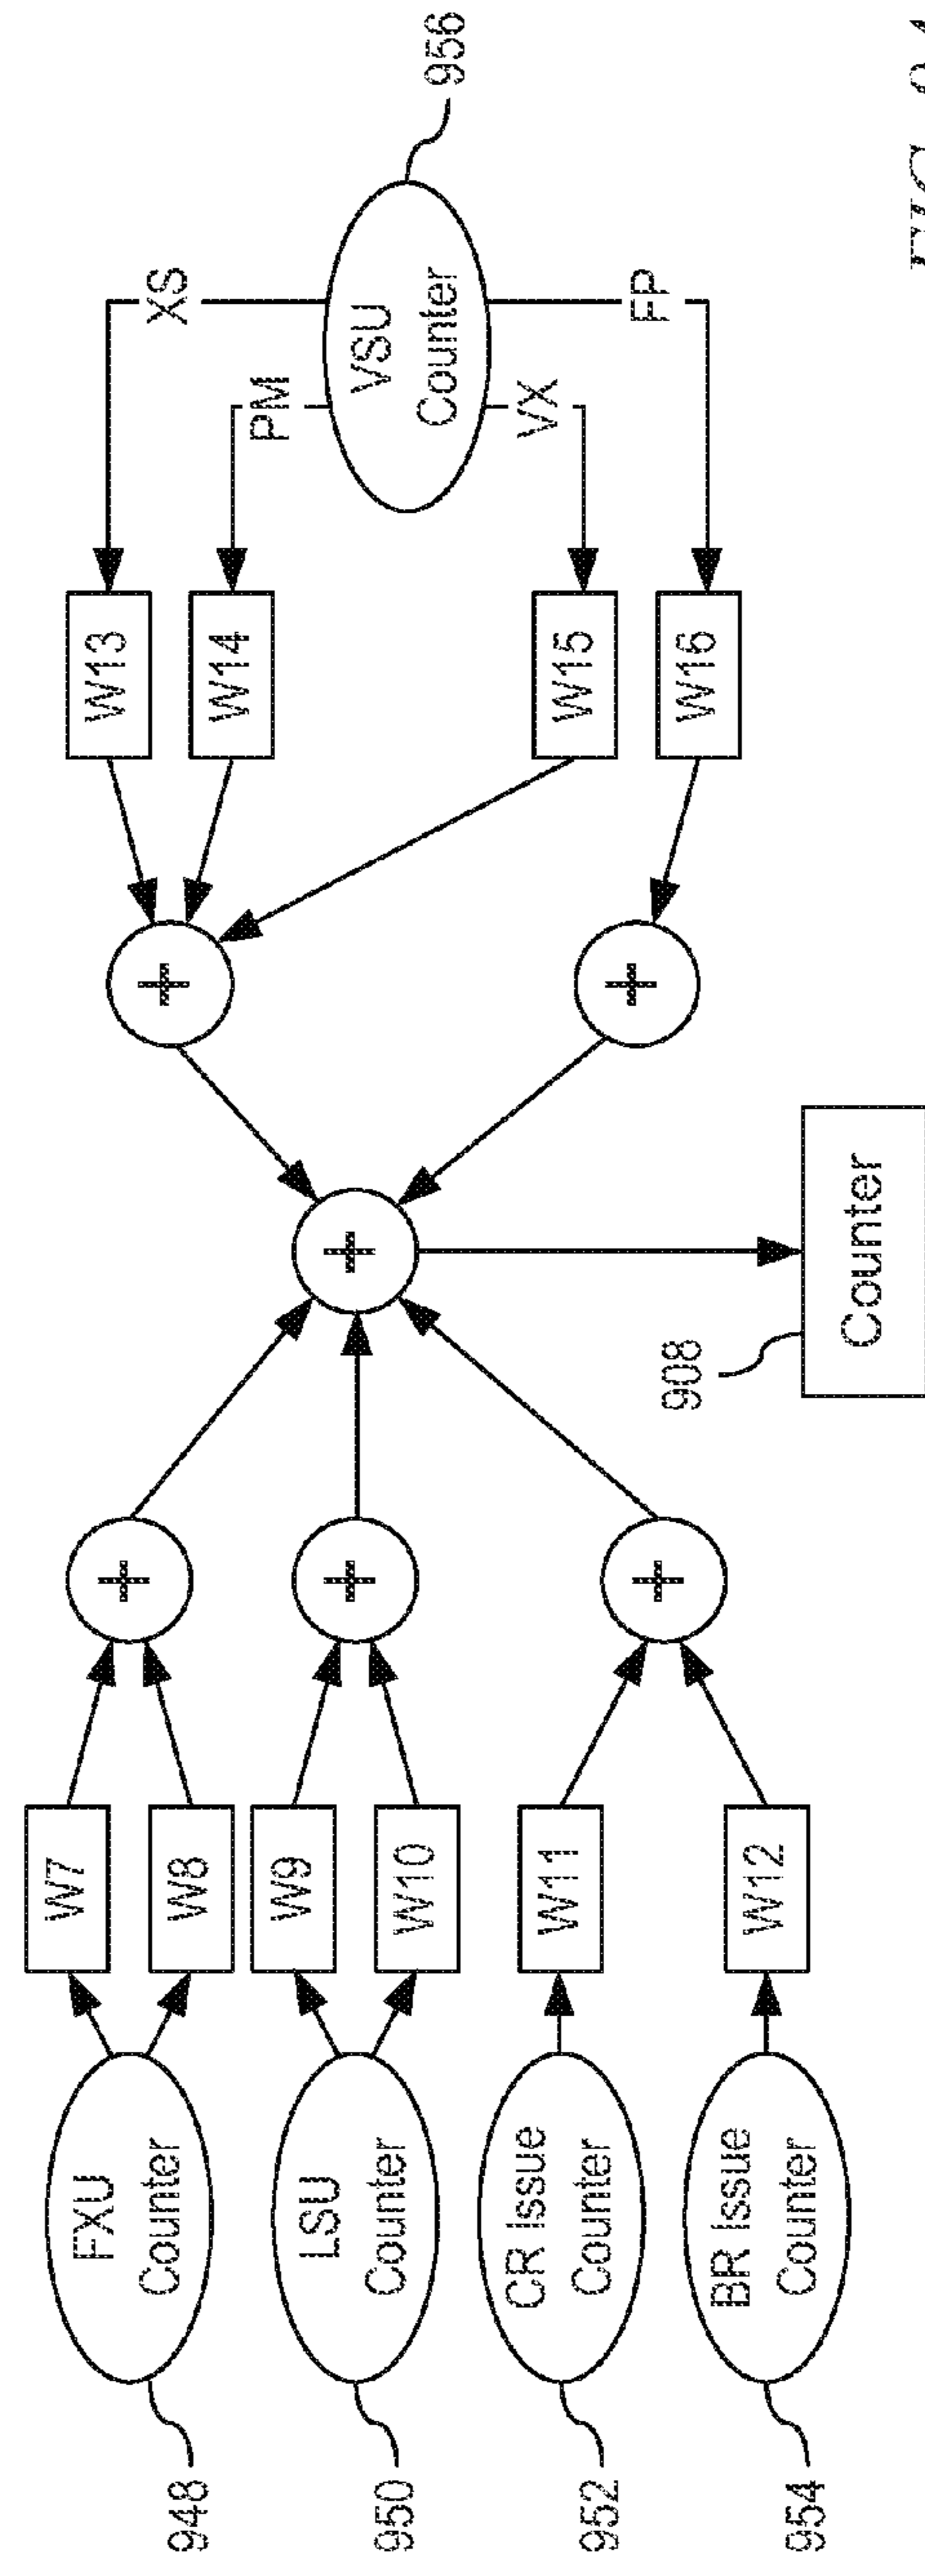 948
FXU
Counter
W7
W8
950
LSU
Counter
W9
W10
952
CR Issue
Counter
W11
954
BR Issue
Counter
W12
+
+
+
+
908
Counter
+
+
W13
W14
W15
W16
XS
PM
VX
FP
VSU
Counter
956